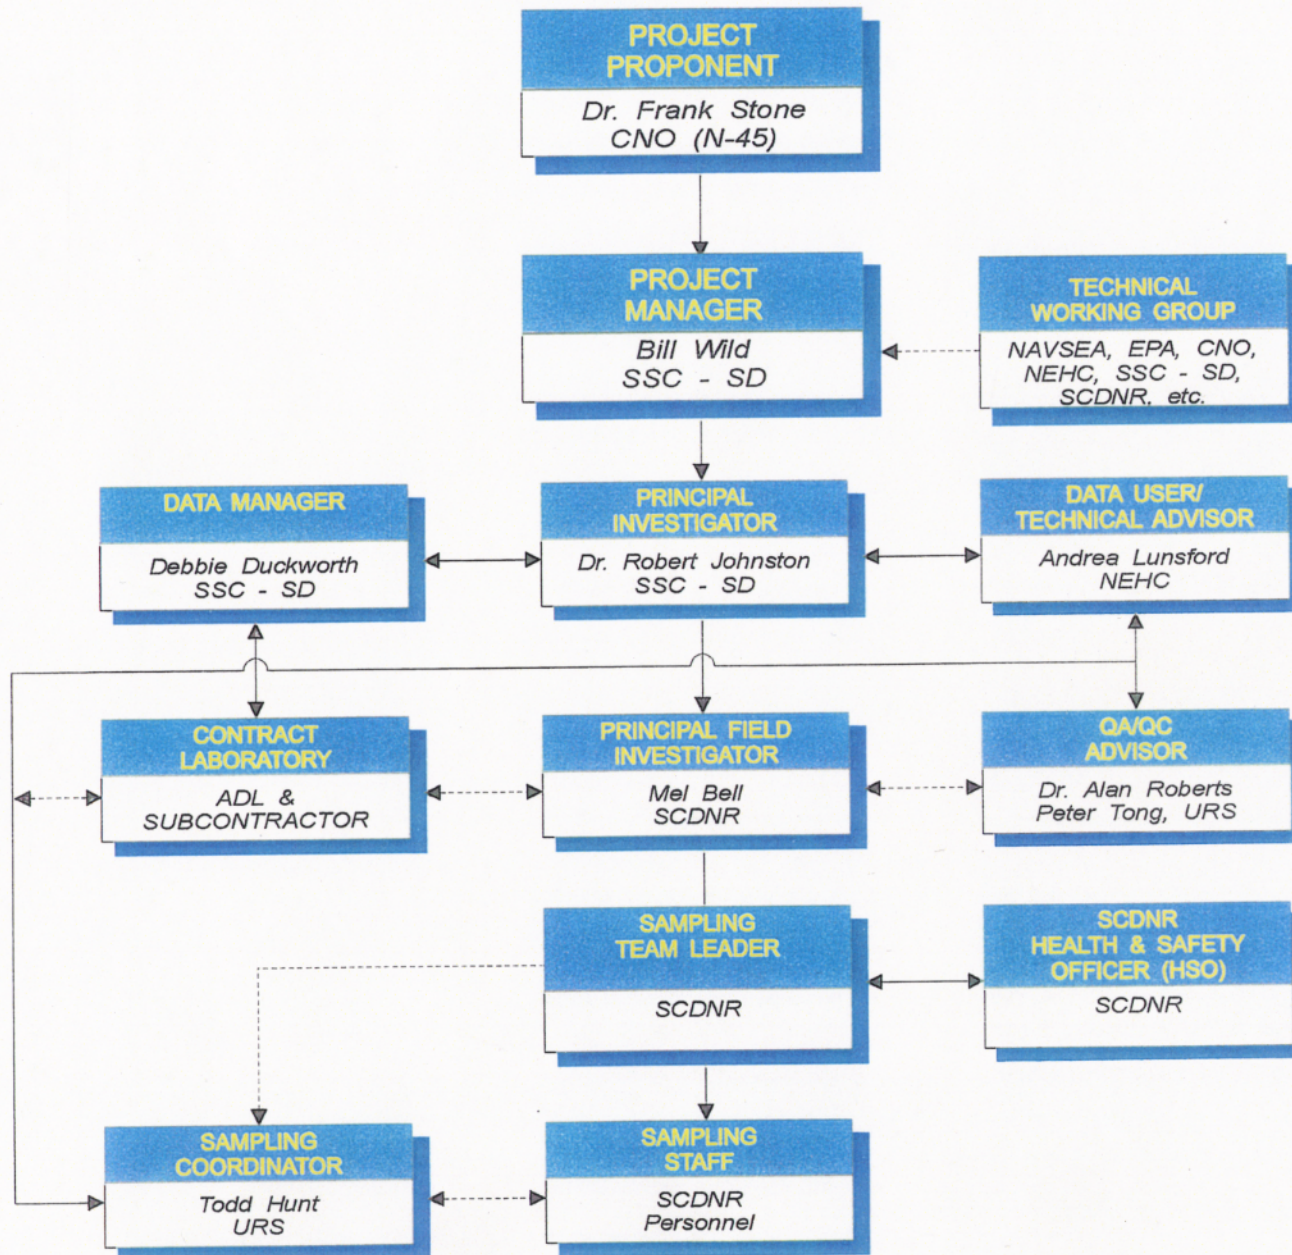 PROJECT
PROPONENT
Dr. Frank Stone
CNO (N-45)
PROJECT
MANAGER
Bill Wild
SSC - SD
TECHNICAL
WORKING GROUP
NAVSEA, EPA, CNO,
NEHC, SSC - SD,
SCDNR, etc.
DATA MANAGER
Debbie Duckworth
SSC - SD
PRINCIPAL
INVESTIGATOR
Dr. Robert Johnston
SSC - SD
DATA USER/
TECHNICAL ADVISOR
Andrea Lunsford
NEHC
CONTRACT
LABORATORY
ADL &
SUBCONTRACTOR
PRINCIPAL FIELD
INVESTIGATOR
Mel Bell
SCDNR
QA/QC
ADVISOR
Dr. Alan Roberts
Peter Tong, URS
SAMPLING
TEAM LEADER
SCDNR
SCDNR
HEALTH & SAFETY
OFFICER (HSO)
SCDNR
SAMPLING
COORDINATOR
Todd Hunt
URS
SAMPLING
STAFF
SCDNR
Personnel